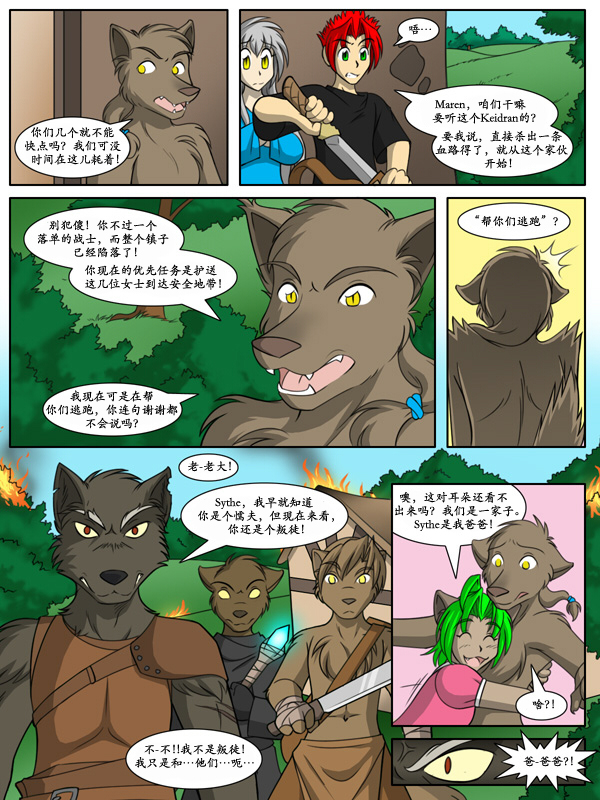 你们几个就不能
快点吗？我们可没
时间在这儿耗着！
唔…
Maren，咱们干嘛
要听这个Keidran的？
要我说，直接杀出一条
血路得了，就从这个家伙
开始！
别犯傻！你不过一个
落单的战士，而整个镇子
已经陷落了！
你现在的优先任务是护送
这几位女士到达安全地带！
我现在可是在帮
你们逃跑，你连句谢谢都
不会说吗？
“帮你们逃跑”？
老-老大！
Sythe，我早就知道
你是个懦夫，但现在来看，
你还是个叛徒！
不-不!!我不是叛徒！
我只是和…他们…呃…
噢，这对耳朵还看不
出来吗？我们是一家子。
Sythe是我爸爸！
啥?!
爸-爸爸?!